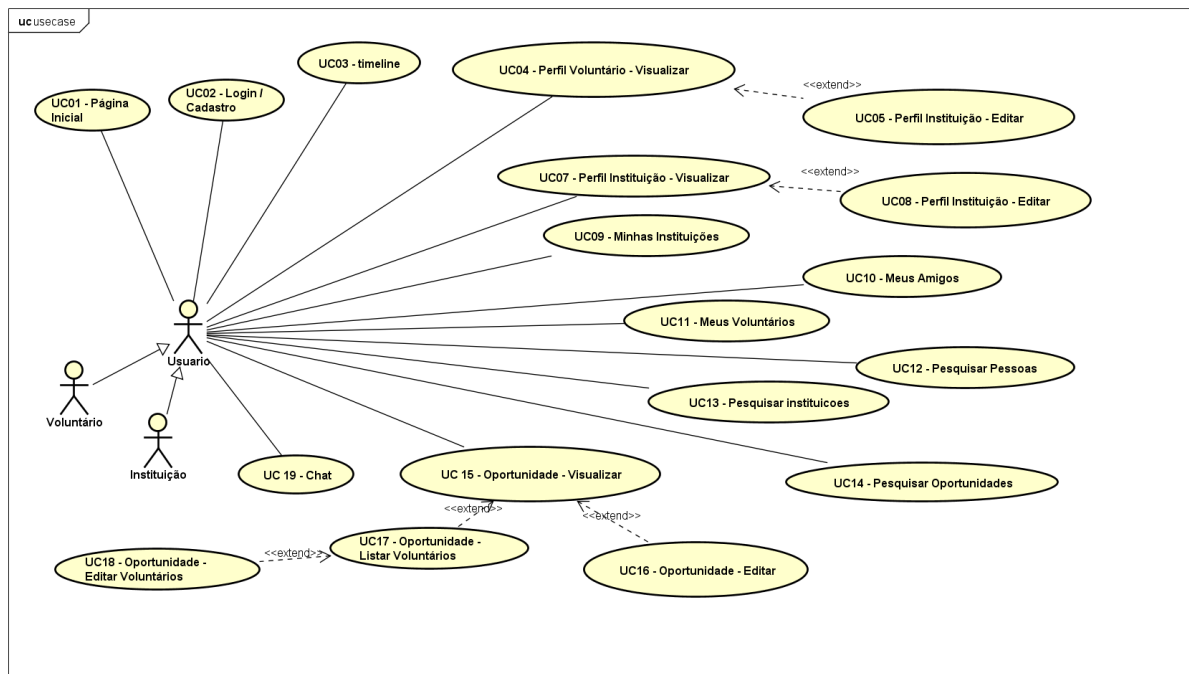 uc usecase
UC03 - timeline
UC04 - Perfil Voluntário - Visualizar
<<extend>>
UC01 - Página
Inicial
UC02 - Login /
Cadastro
UC05 - Perfil Instituição - Editar
UC07 - Perfil Instituição - Visualizar
<<extend>>
UC08 - Perfil Instituição - Editar
UC09 - Minhas Instituições
UC10 - Meus Amigos
UC11 - Meus Voluntários
Usuario
UC12 - Pesquisar Pessoas
UC13 - Pesquisar instituicoes
Voluntário
Instituição
UC 19 - Chat
UC 15 - Oportunidade - Visualizar
UC14 - Pesquisar Oportunidades
<<extend>>
<<extend>>
UC17 - Oportunidade -
Listar Voluntários
<<extend>>
UC18 - Oportunidade -
Editar Voluntários
UC16 - Oportunidade - Editar